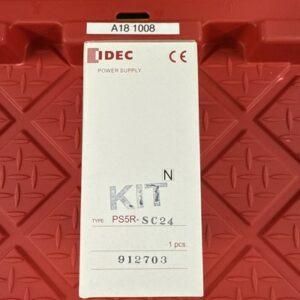 A18 1008
IDEC
CE
POWER SUPPLY
N
KIT
TYPE PS5R-SC24
1 pcs.
912703